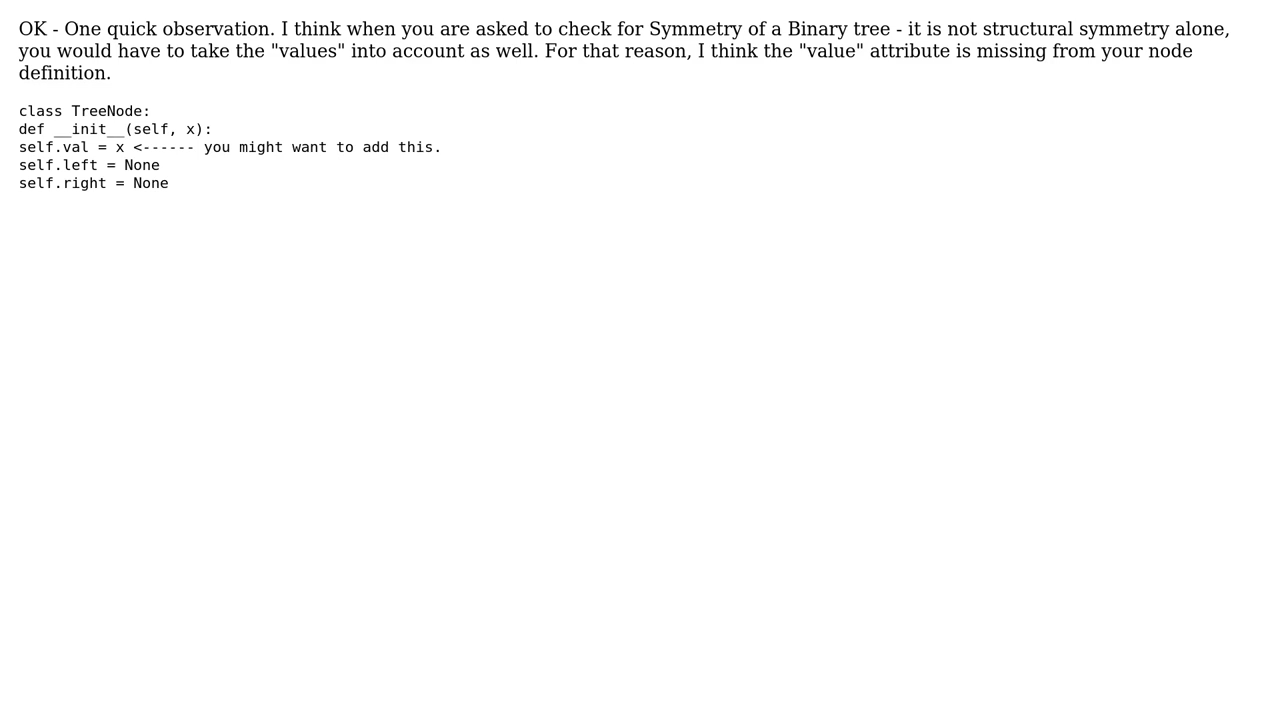 OK - One quick observation. I think when you are asked to check for Symmetry of a Binary tree - it is not structural symmetry alone,
you would have to take the "values" into account as well. For that reason, I think the "value" attribute is missing from your node
definition.
class TreeNode:
def __init__(self, x):
self.val = x <------ you might want to add this.
self.left = None
self.right = None